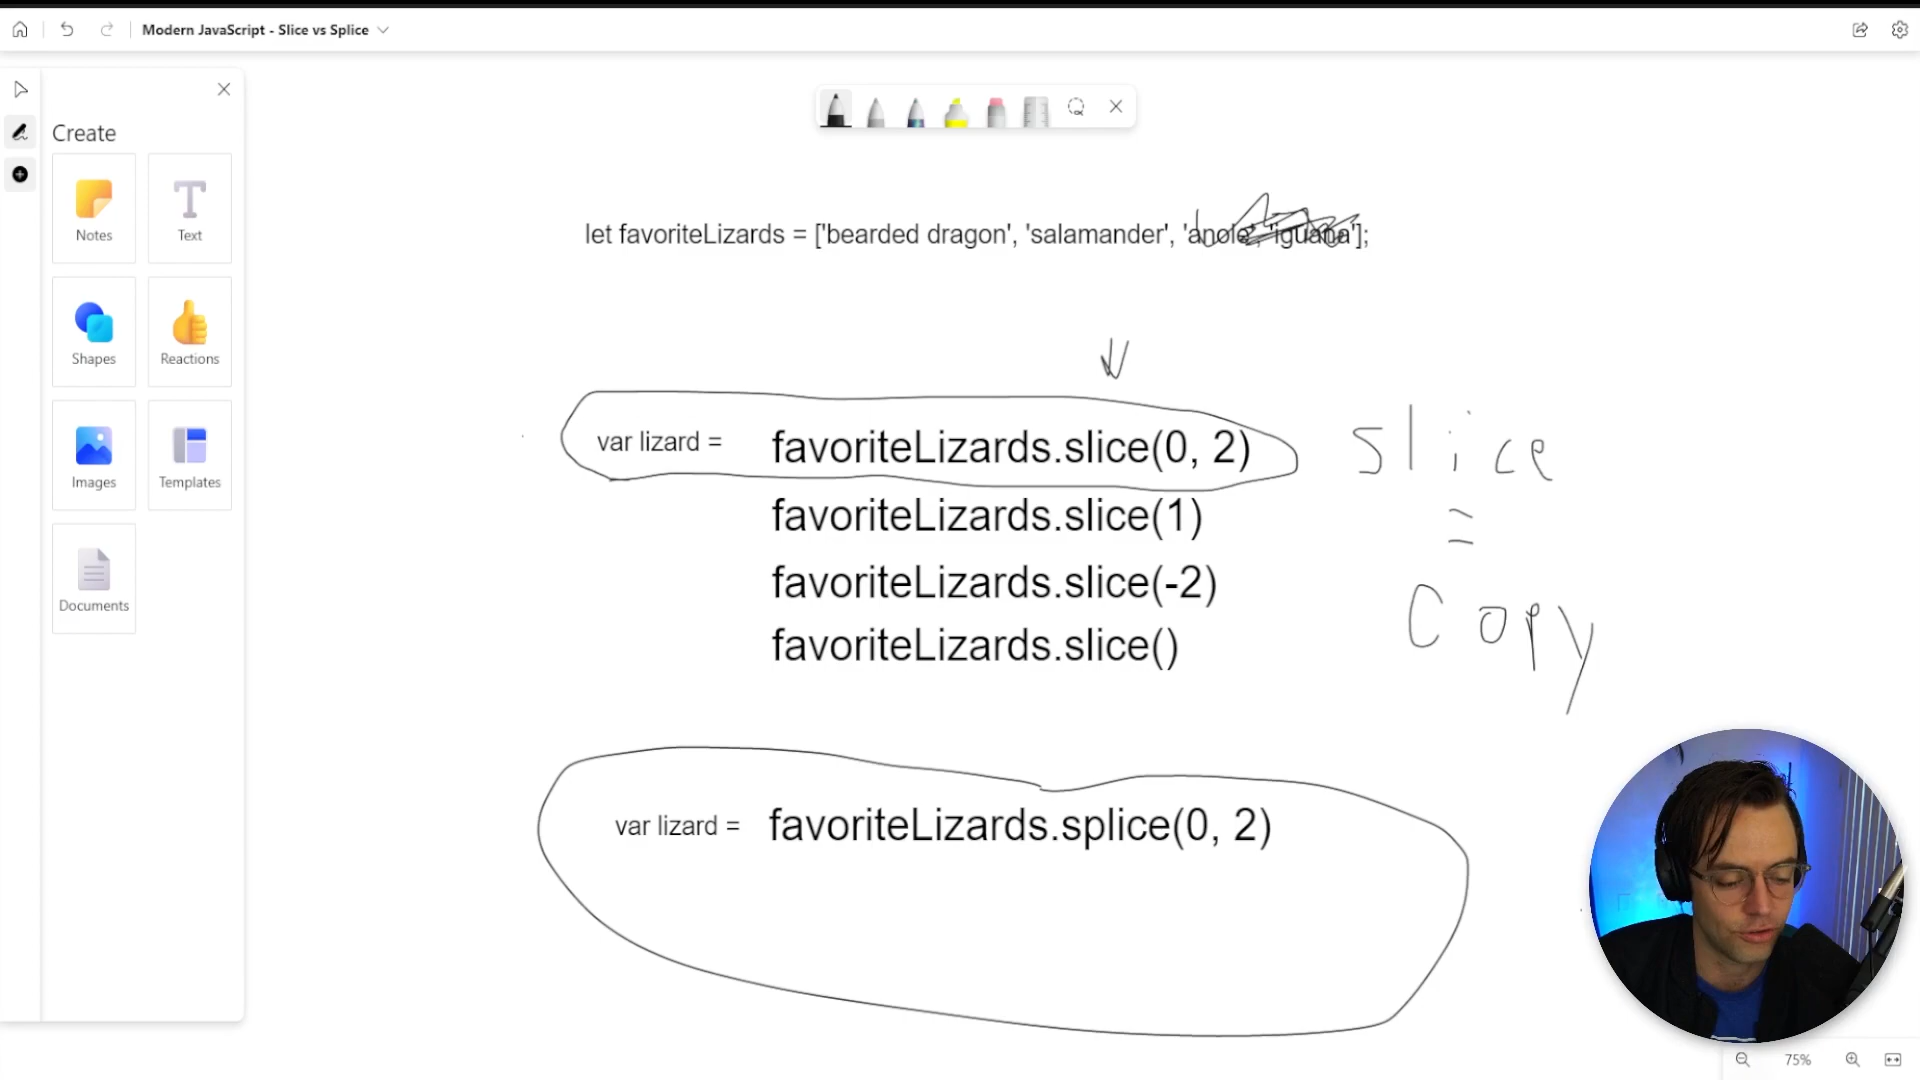 Modern JavaScript - Slice vs Splice
Create
Notes
Text
Shapes
Reactions
Images
Templates
Documents
let favoriteLizards = ['bearded dragon', 'salamander', 'anole', 'iguana'];
var lizard = favoriteLizards.slice(0, 2)
favoriteLizards.slice(1)
favoriteLizards.slice(-2)
favoriteLizards.slice()
Slice
=
Copy
var lizard = favoriteLizards.splice(0, 2)
75%